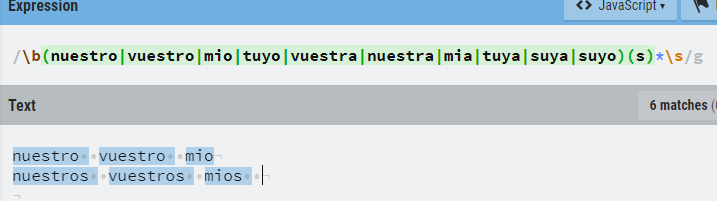 Expression
<> JavaScript ▾
/\b(nuestro|vuestro|mio|tuyo|vuestra|nuestra|mia|tuya|suya|suyo)(s)*\s/g
Text
6 matches (
nuestro  vuestro  mio
nuestros  vuestros  mios